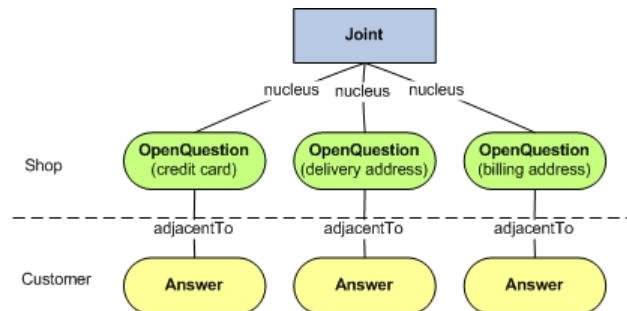 Joint
nucleus nucleus nucleus
Shop
OpenQuestion OpenQuestion OpenQuestion
(credit card) (delivery address) (billing address)
adjacentTo adjacentTo adjacentTo
Customer
Answer Answer Answer